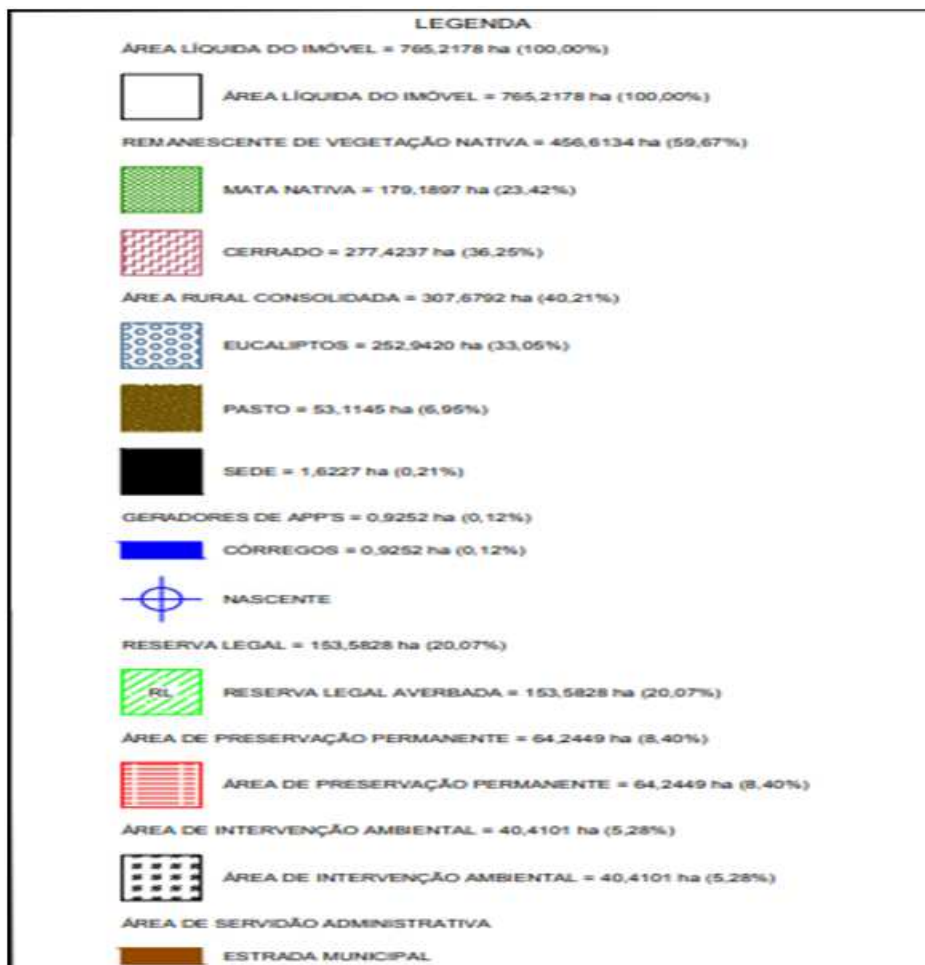 LEGENDA
ÁREA LÍQUIDA DO IMÓVEL = 765,2178 ha (100,00%)
ÁREA LÍQUIDA DO IMÓVEL = 765,2178 ha (100,00%)
REMANESCENTE DE VEGETAÇÃO NATIVA = 456,6134 ha (59,67%)
MATA NATIVA = 179,1897 ha (23,42%)
CERRADO = 277,4237 ha (36,25%)
ÁREA RURAL CONSOLIDADA = 307,6792 ha (40,21%)
EUCALIPTOS = 252,9420 ha (33,05%)
PASTO = 53,1145 ha (6,95%)
SEDE = 1,6227 ha (0,21%)
GERADORES DE APP'S = 0,9252 ha (0,12%)
CÓRREGOS = 0,9252 ha (0,12%)
NASCENTE
RESERVA LEGAL = 153,5828 ha (20,07%)
RL RESERVA LEGAL AVERBADA = 153,5828 ha (20,07%)
ÁREA DE PRESERVAÇÃO PERMANENTE = 64,2449 ha (8,40%)
ÁREA DE PRESERVAÇÃO PERMANENTE = 64,2449 ha (8,40%)
ÁREA DE INTERVENÇÃO AMBIENTAL = 40,4101 ha (5,28%)
ÁREA DE INTERVENÇÃO AMBIENTAL = 40,4101 ha (5,28%)
ÁREA DE SERVIDÃO ADMINISTRATIVA
ESTRADA MUNICIPAL